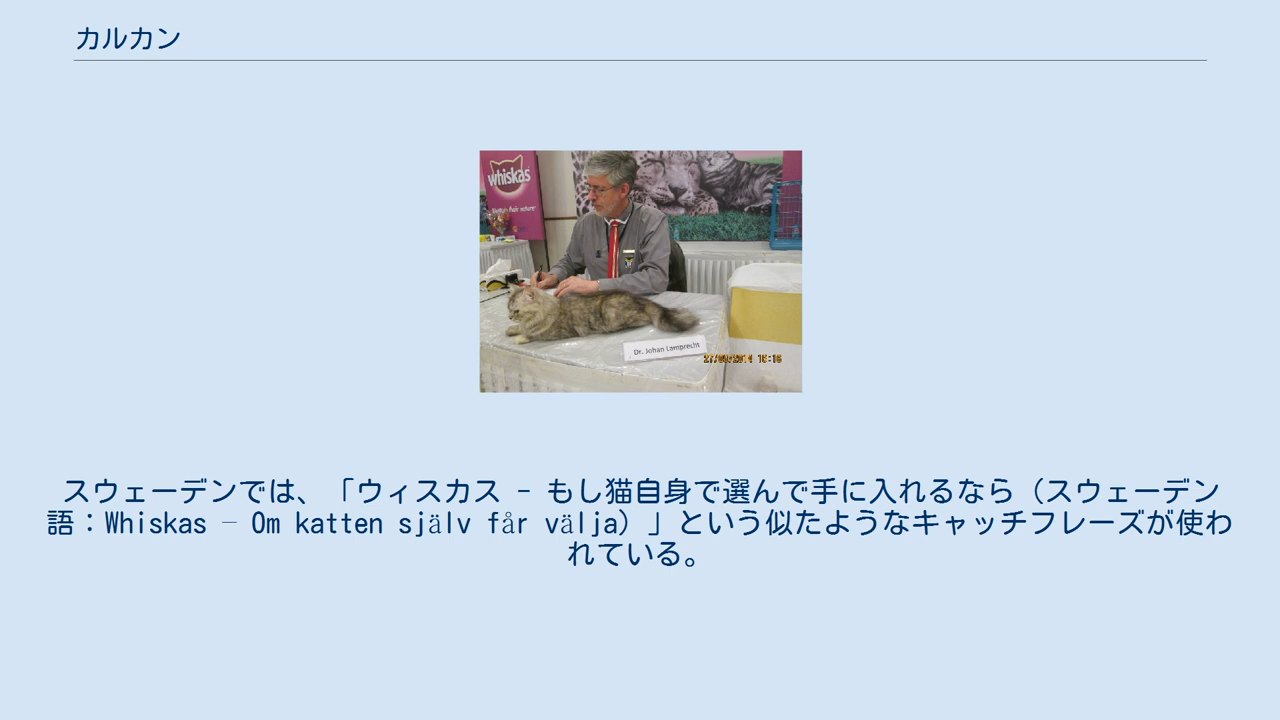 カルカン
whiskas
Dr. Johan Lamprecht
スウェーデンでは、「ウィスカス － もし猫自身で選んで手に入れるなら（スウェーデン
語：Whiskas – Om katten själv får välja）」という似たようなキャッチフレーズが使わ
れている。